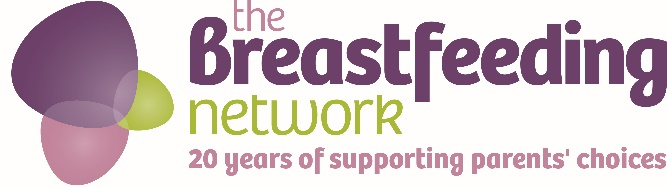 the
Breastfeeding
network
20 years of supporting parents' choices